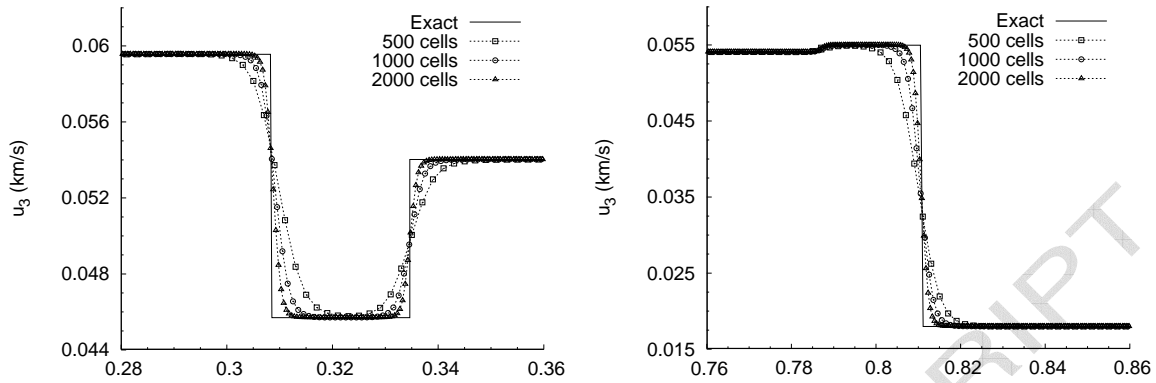 Exact
500 cells
1000 cells
2000 cells
u3 (km/s)
0.06
0.056
0.052
0.048
0.044
0.28
0.3
0.32
0.34
0.36
Exact
500 cells
1000 cells
2000 cells
u3 (km/s)
0.055
0.045
0.035
0.025
0.015
0.76
0.78
0.8
0.82
0.84
0.86
RIPT